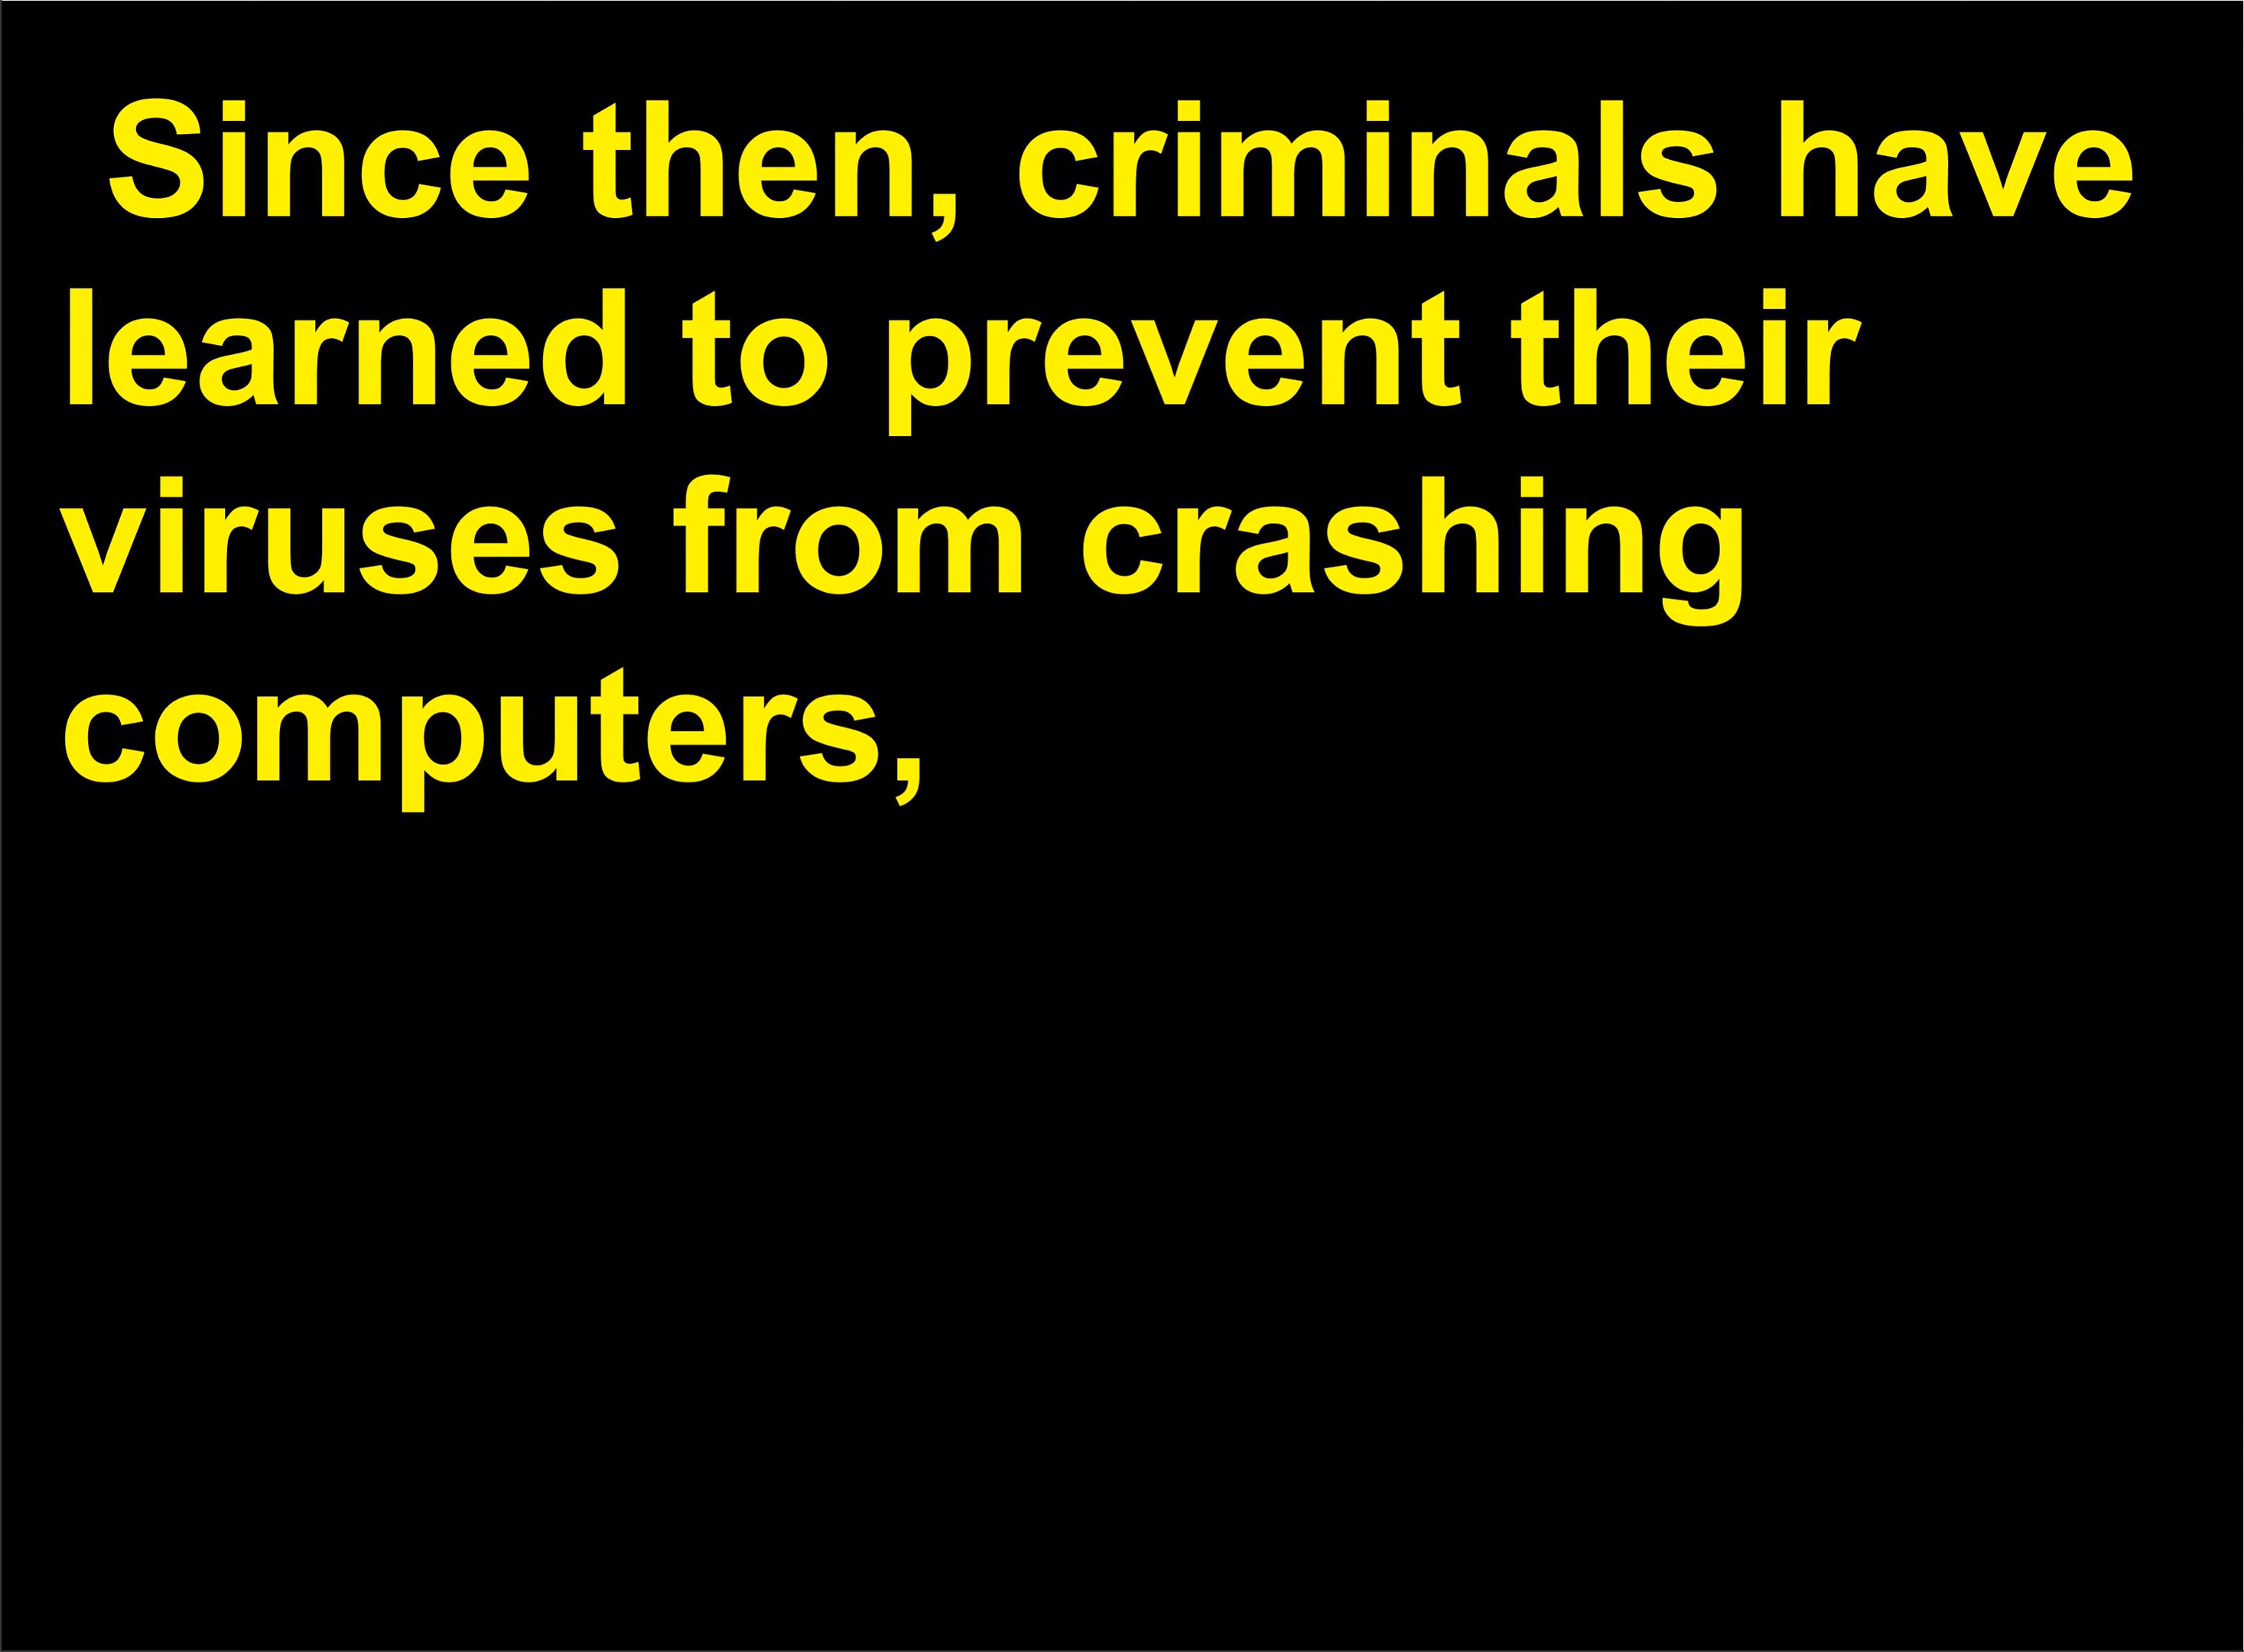 Since then, criminals have
learned to prevent their
viruses from crashing
computers,